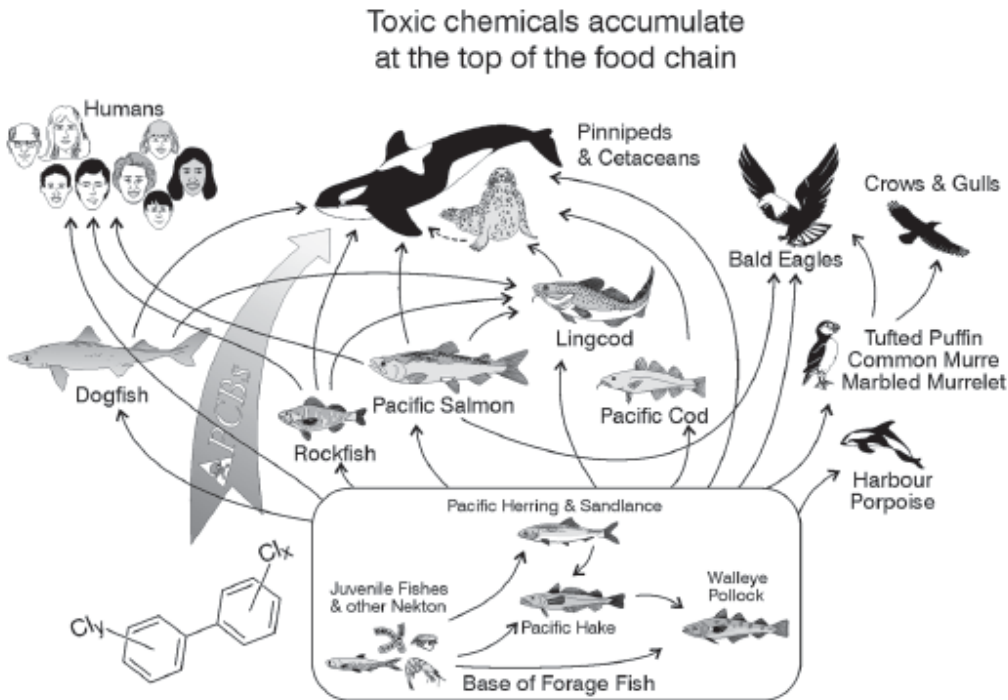 Toxic chemicals accumulate
at the top of the food chain
Humans
Pinnipeds
& Cetaceans
Crows & Gulls
Bald Eagles
Lingcod
Tufted Puffin
Common Murre
Marbled Murrelet
Dogfish
Pacific Salmon
Pacific Cod
PCBs
Rockfish
Harbour
Porpoise
Pacific Herring & Sandlance
Clx
Cly
Juvenile Fishes
& other Nekton
Walleye
Pollock
Pacific Hake
Base of Forage Fish